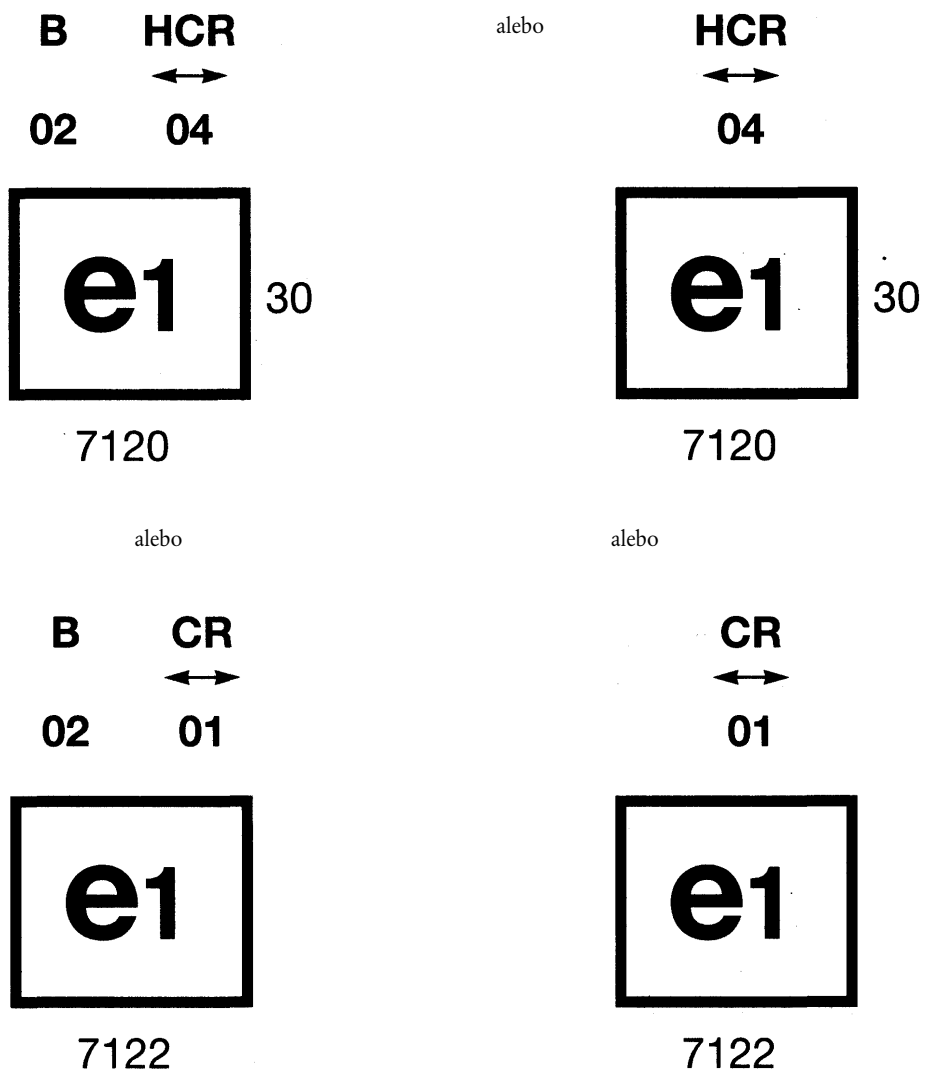 B HCR alebo HCR
↔ ↔
02 04 04
e1 30 e1 30
7120 7120
alebo alebo
B CR CR
↔ ↔
02 01 01
e1 e1
7122 7122